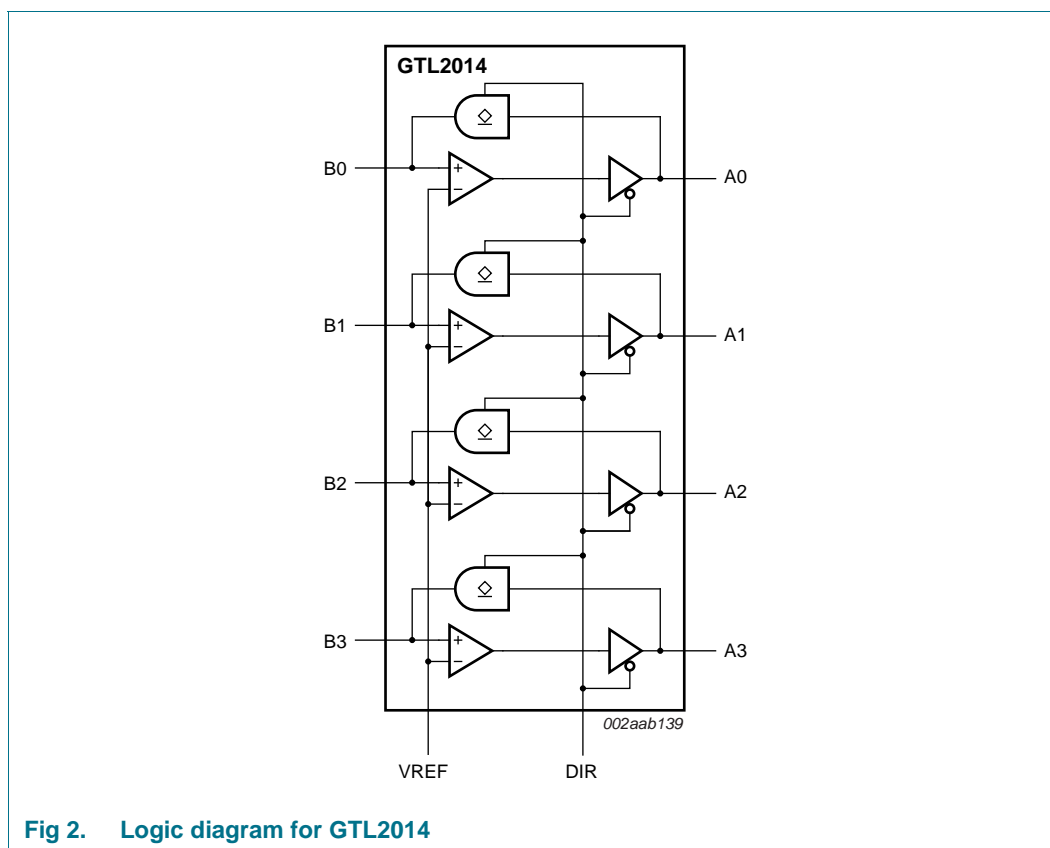 GTL2014
B0
+
−
A0
B1
+
−
A1
B2
+
−
A2
B3
+
−
A3
002aab139
VREF
DIR
Fig 2. Logic diagram for GTL2014